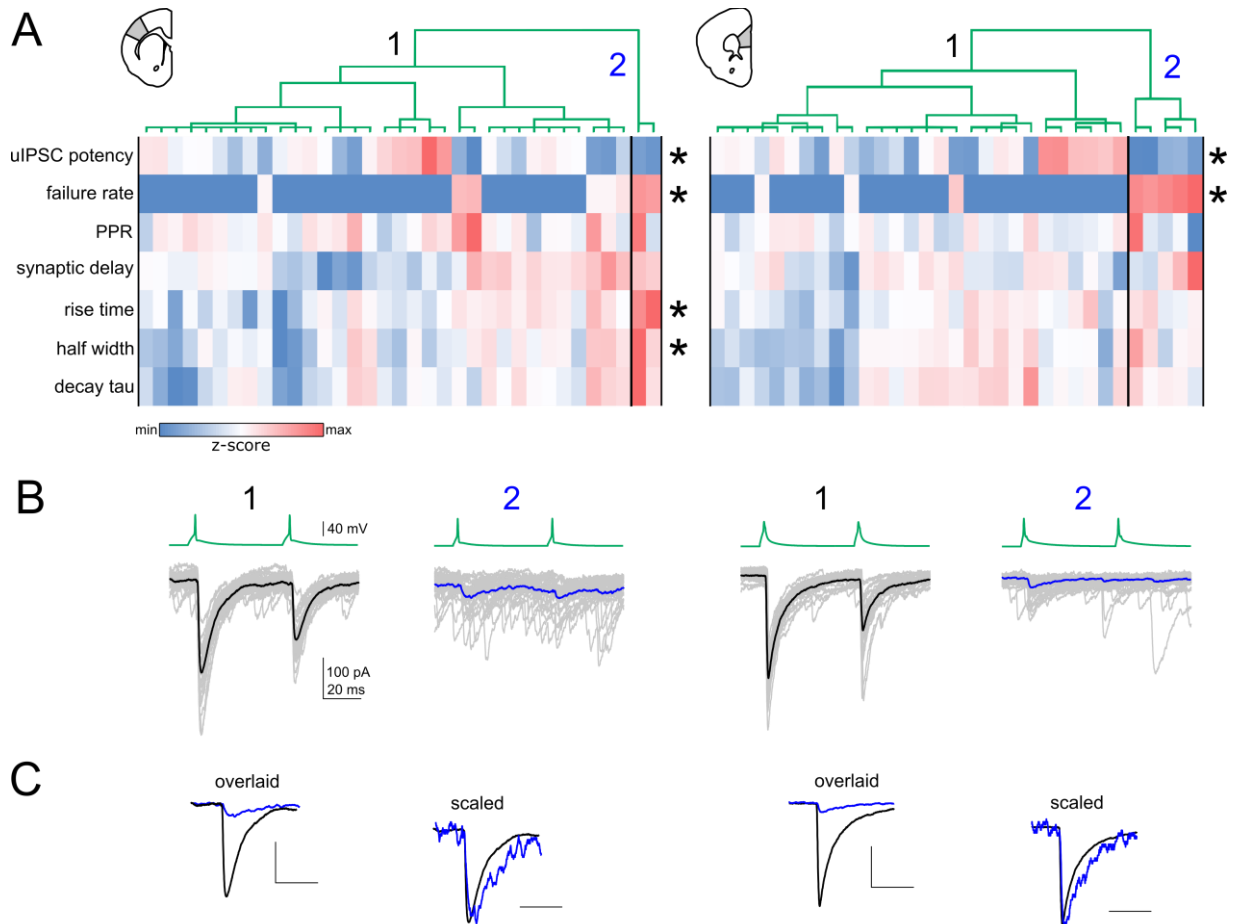 A
1
2
1
2
uIPSC potency
*
*
failure rate
*
*
PPR
synaptic delay
rise time
*
half width
*
decay tau
min
max
z-score
B
1
2
1
2
40 mV
100 pA
20 ms
C
overlaid
scaled
overlaid
scaled